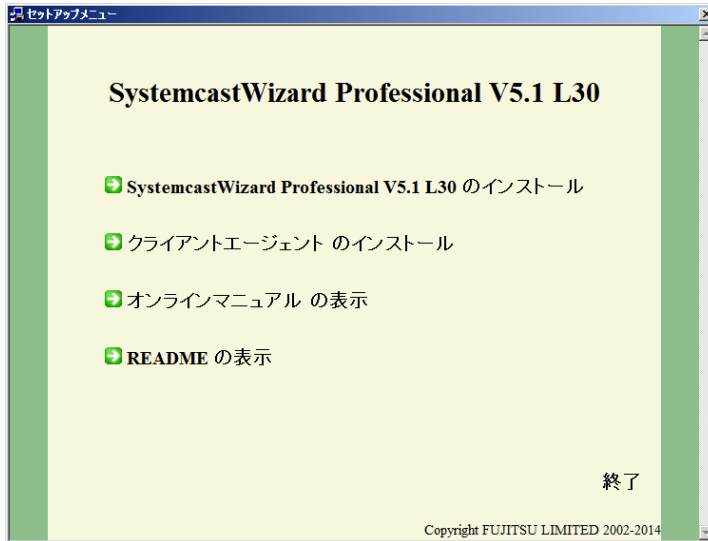 セットアップメニュー
SystemcastWizard Professional V5.1 L30
SystemcastWizard Professional V5.1 L30 のインストール
クライアントエージェント のインストール
オンラインマニュアル の表示
README の表示
終了
Copyright FUJITSU LIMITED 2002-2014